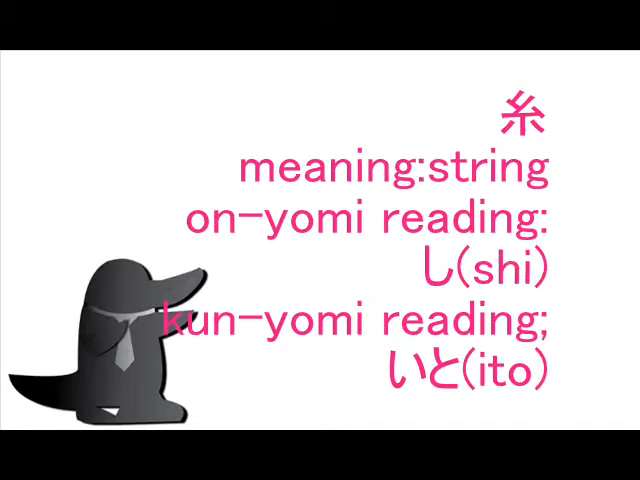 糸
meaning:string
on-yomi reading:
し(shi)
kun-yomi reading;
いと(ito)